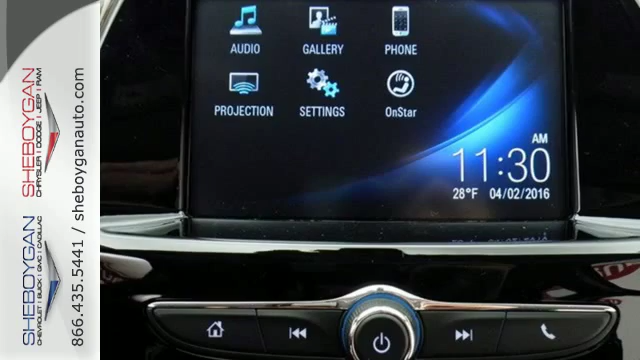 SHEBOYGAN
CHRYSLER | DODGE | JEEP | RAM
SHEBOYGAN
CHEVROLET | BUICK | GMC | CADILLAC
866.435.5441 / sheboyganauto.com
AUDIO GALLERY PHONE
PROJECTION SETTINGS OnStar
AM
11:30
28°F 04/02/2016